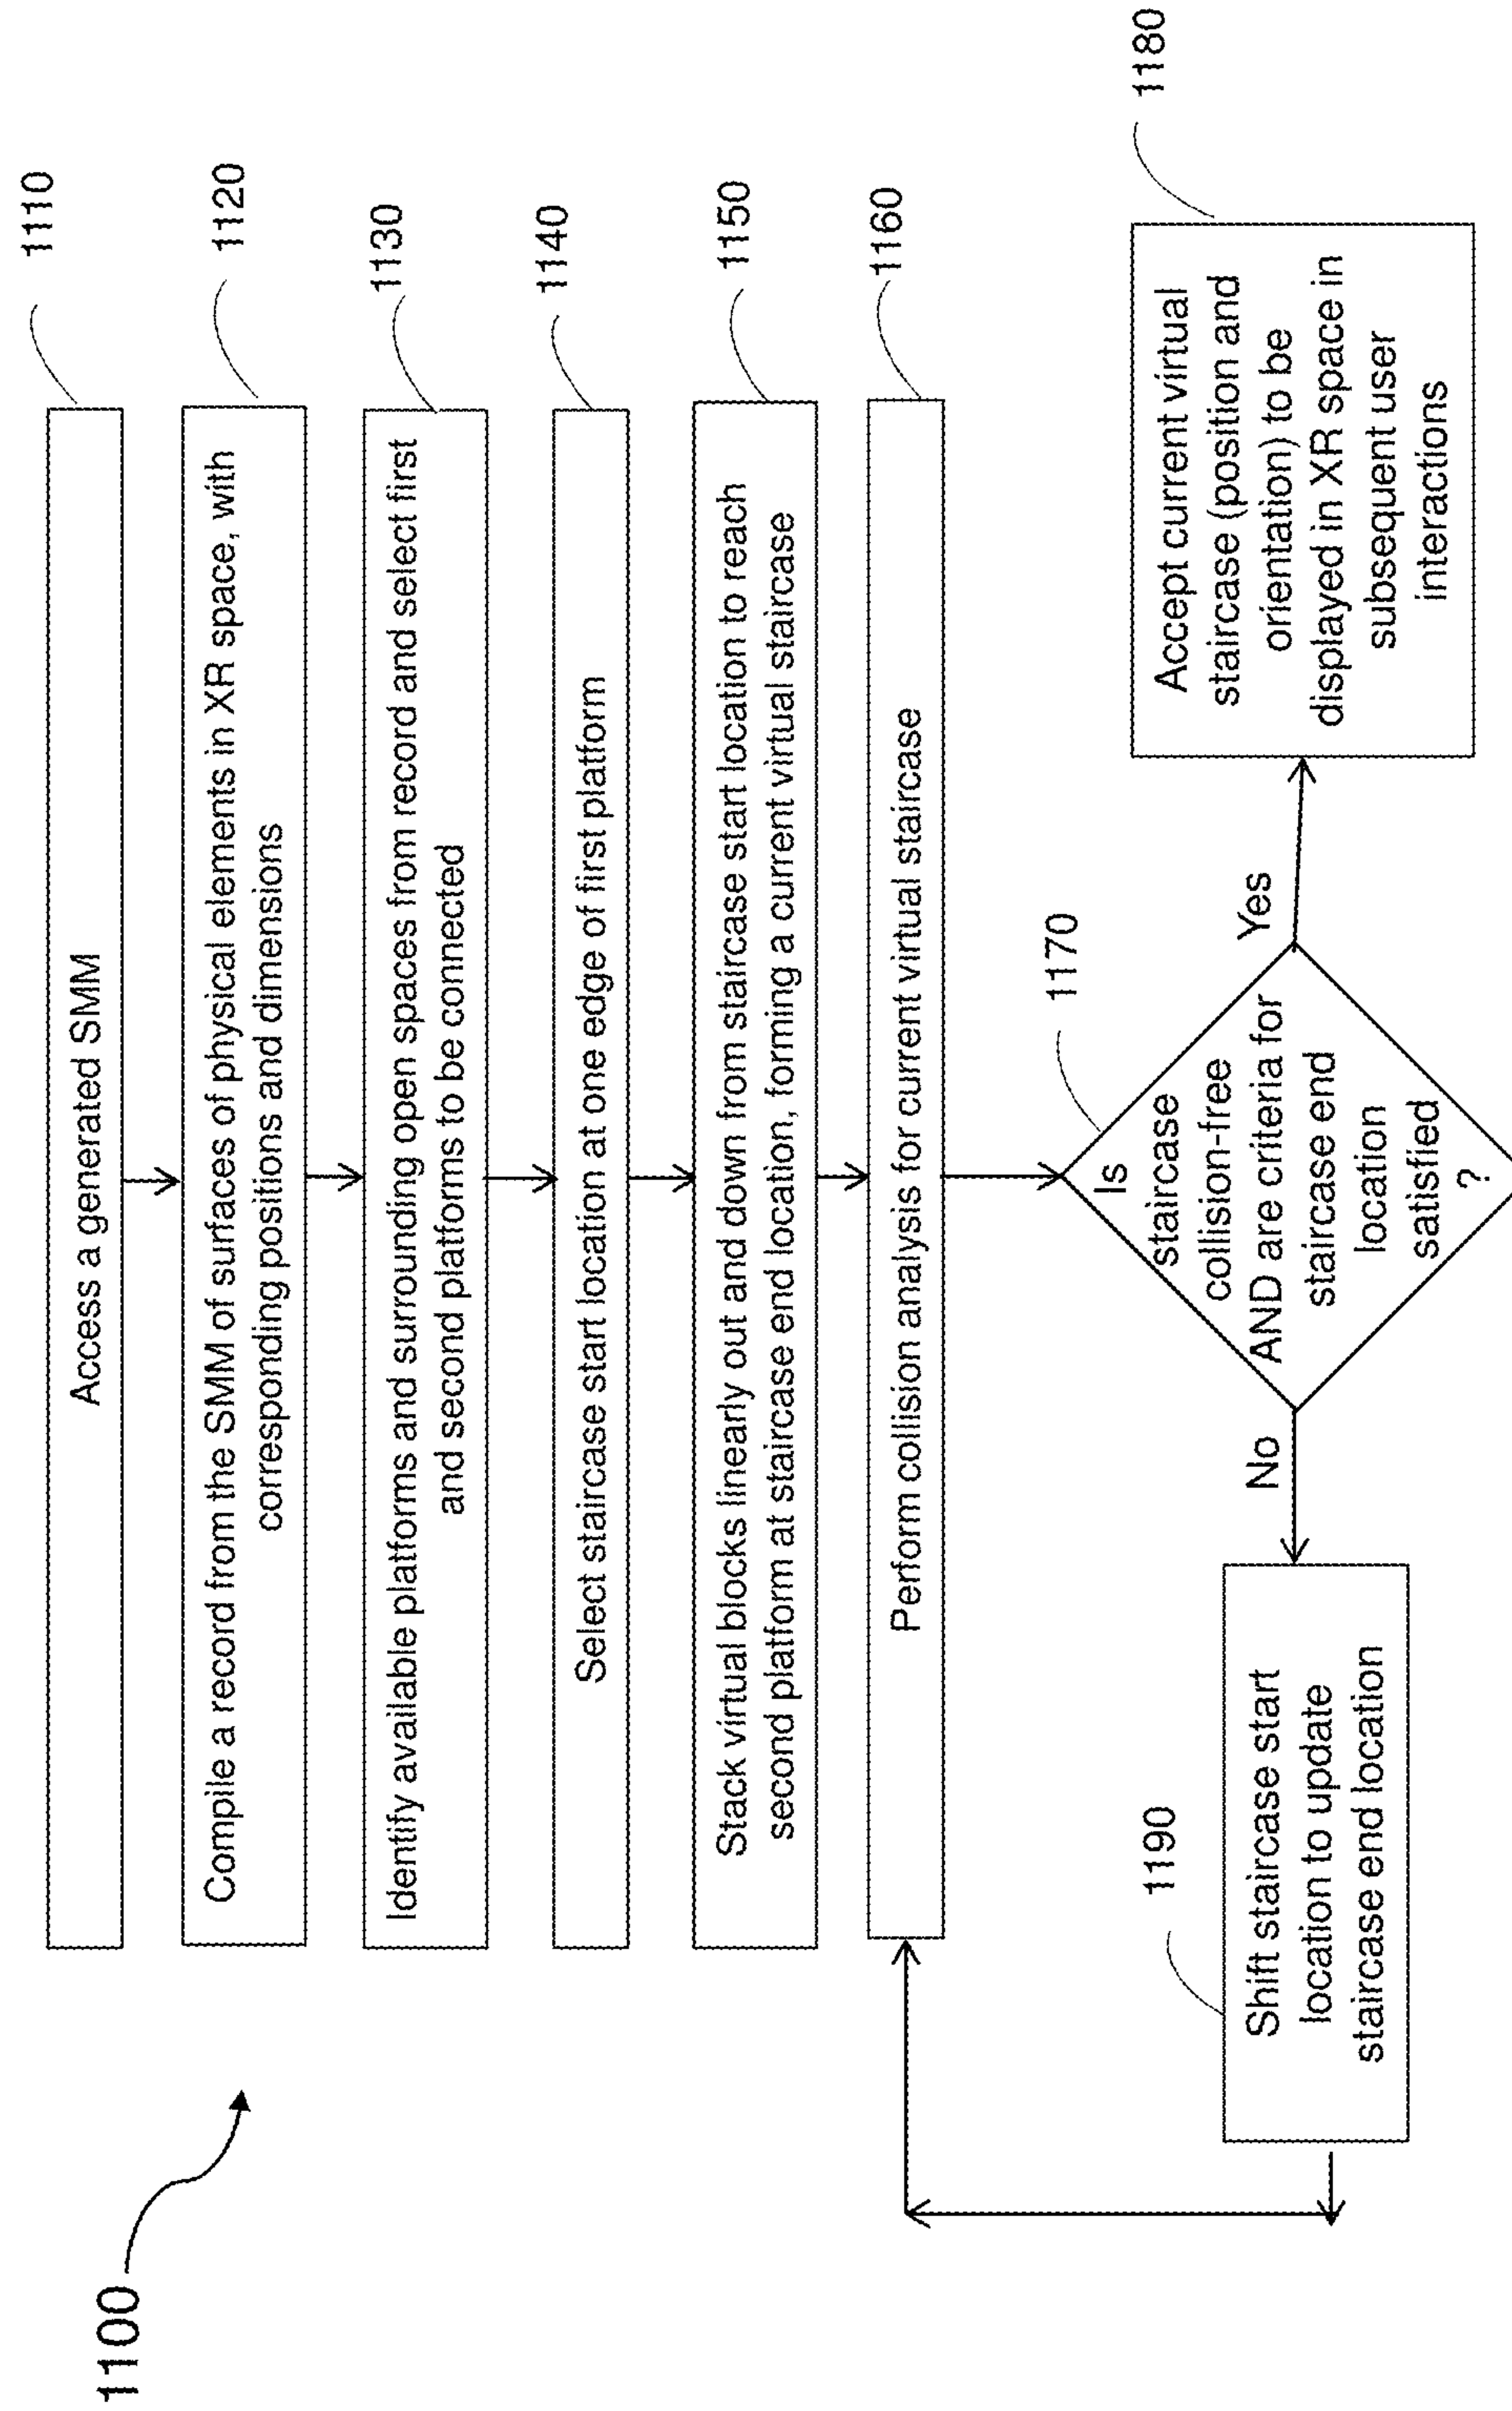 1100
Access a generated SMM
1110
Compile a record from the SMM of surfaces of physical elements in XR space, with
corresponding positions and dimensions
1120
Identify available platforms and surrounding open spaces from record and select first
and second platforms to be connected
1130
Select staircase start location at one edge of first platform
1140
Stack virtual blocks linearly out and down from staircase start location to reach
second platform at staircase end location, forming a current virtual staircase
1150
Perform collision analysis for current virtual staircase
1160
Is
staircase
collision-free
AND are criteria for
staircase end
location
satisfied
?
1170
Yes
Accept current virtual
staircase (position and
orientation) to be
displayed in XR space in
subsequent user
interactions
1180
No
Shift staircase start
location to update
staircase end location
1190